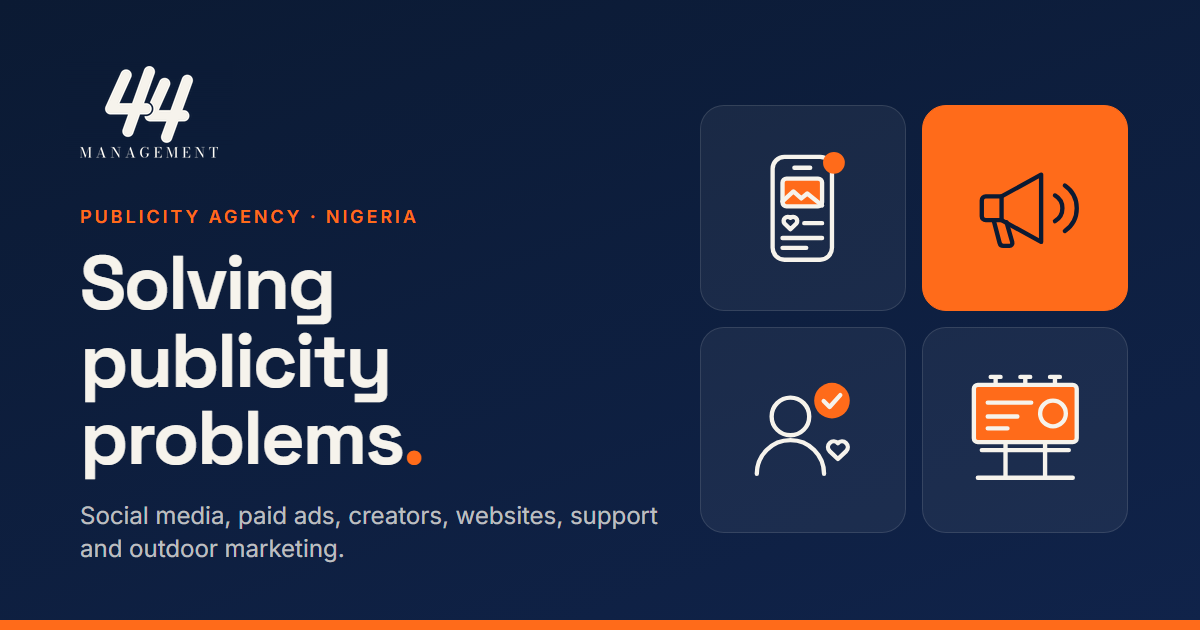 44
MANAGEMENT
PUBLICITY AGENCY · NIGERIA
Solving
publicity
problems.
Social media, paid ads, creators, websites, support
and outdoor marketing.